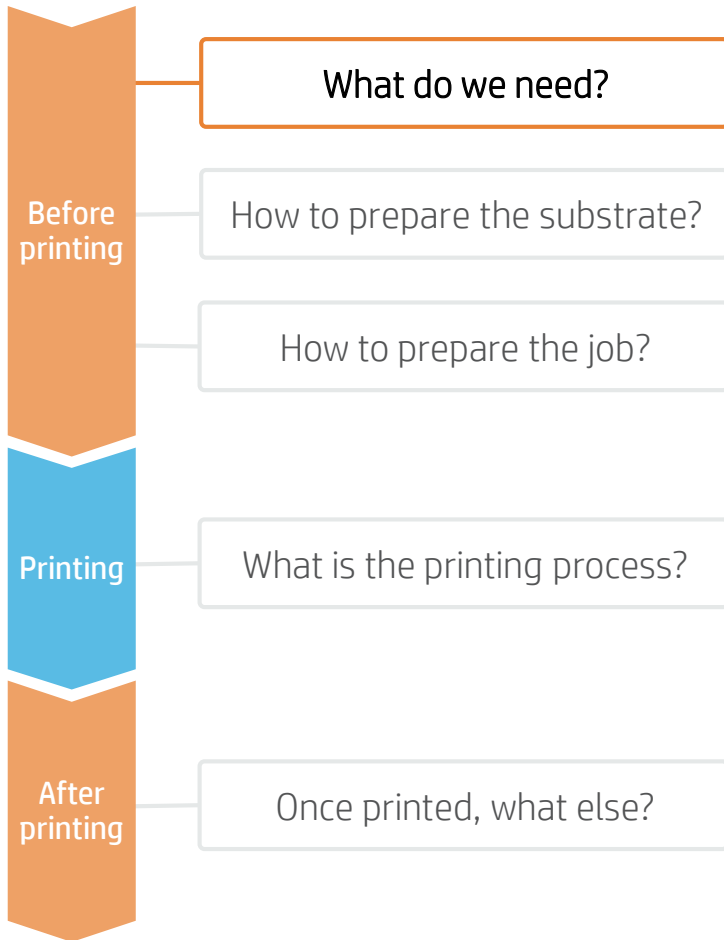 What do we need?
Before
printing
How to prepare the substrate?
How to prepare the job?
Printing
What is the printing process?
After
printing
Once printed, what else?